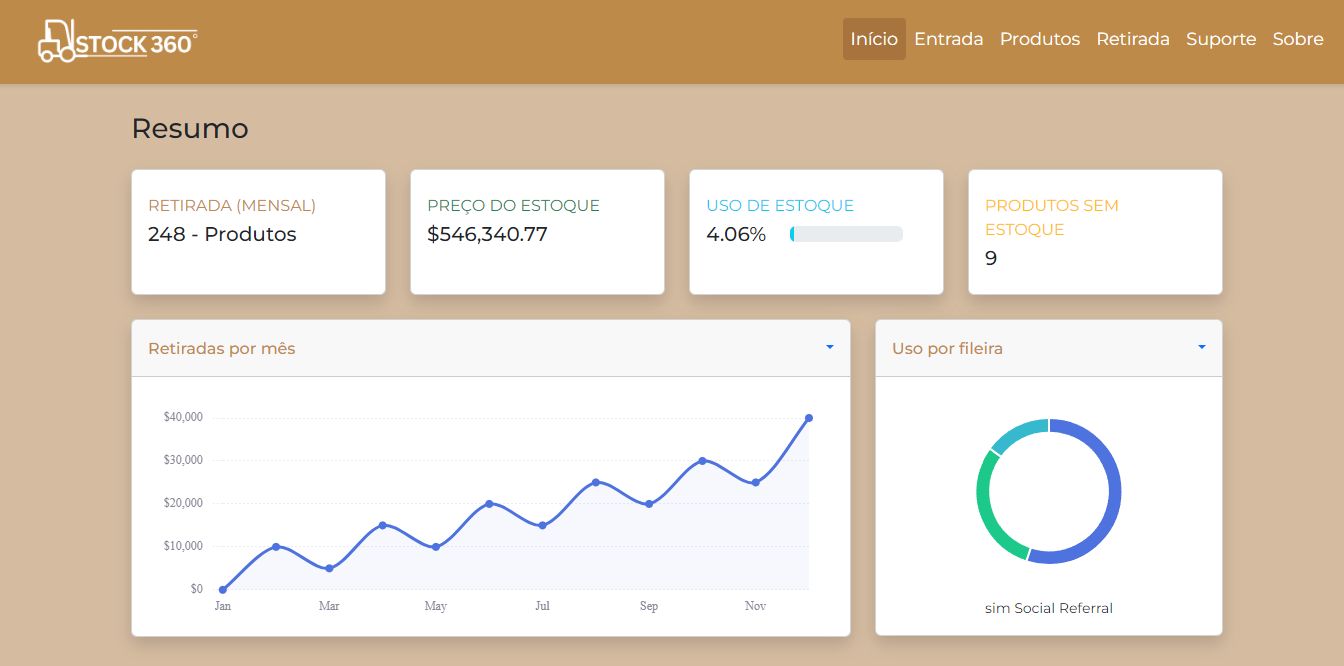 STOCK 360°
Início Entrada Produtos Retirada Suporte Sobre
Resumo
RETIRADA (MENSAL)
248 - Produtos
PREÇO DO ESTOQUE
$546,340.77
USO DE ESTOQUE
4.06%
PRODUTOS SEM
ESTOQUE
9
Retiradas por mês
$40,000
$30,000
$20,000
$10,000
$0
Jan Mar May Jul Sep Nov
Uso por fileira
sim Social Referral